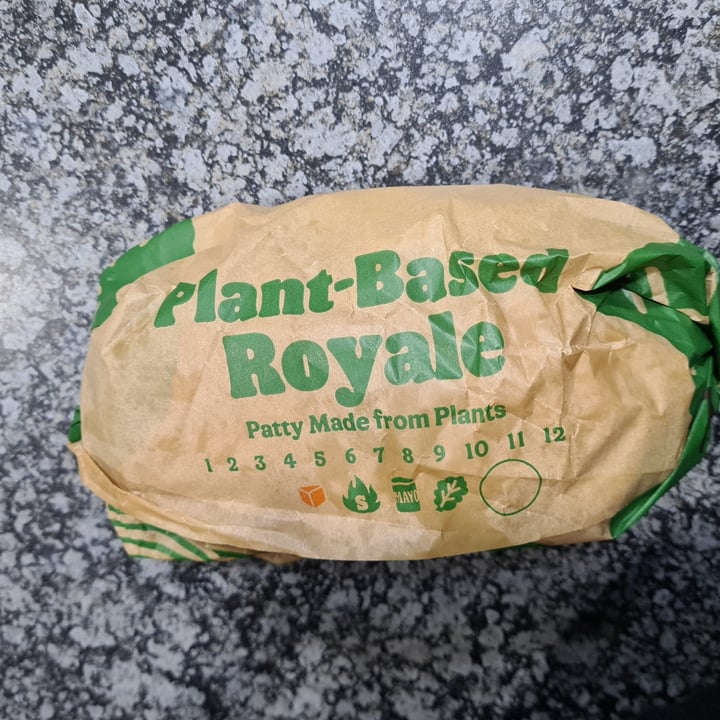 Plant-Based
Royale
Patty Made from Plants
1 2 3 4 5 6 7 8 9 10 11 12
S MAYO